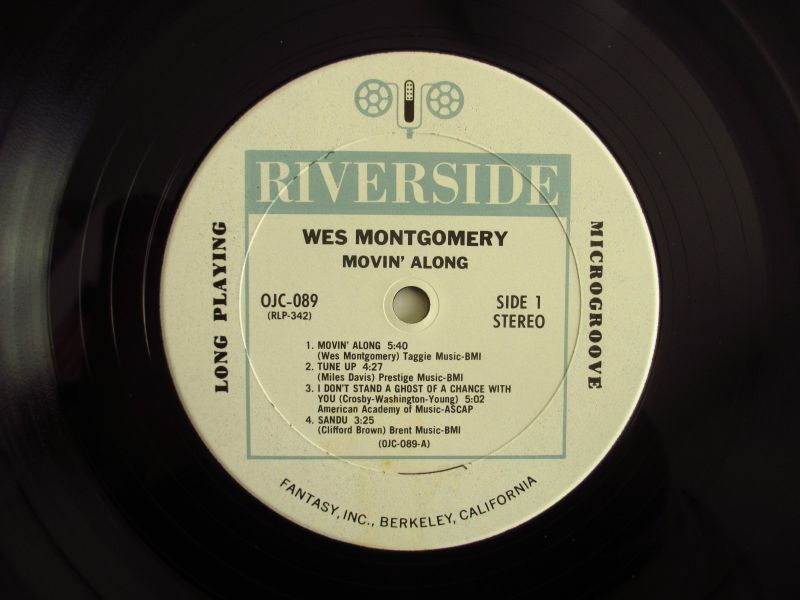 RIVERSIDE
WES MONTGOMERY
MOVIN' ALONG
LONG PLAYING
MICROGROOVE
OJC-089
(RLP-342)
SIDE 1
STEREO
1. MOVIN' ALONG 5:40
(Wes Montgomery) Taggie Music-BMI
2. TUNE UP 4:27
(Miles Davis) Prestige Music-BMI
3. I DON'T STAND A GHOST OF A CHANCE WITH
YOU (Crosby-Washington-Young) 5:02
American Academy of Music-ASCAP
4. SANDU 3:25
(Clifford Brown) Brent Music-BMI
(OJC-089-A)
FANTASY, INC., BERKELEY, CALIFORNIA